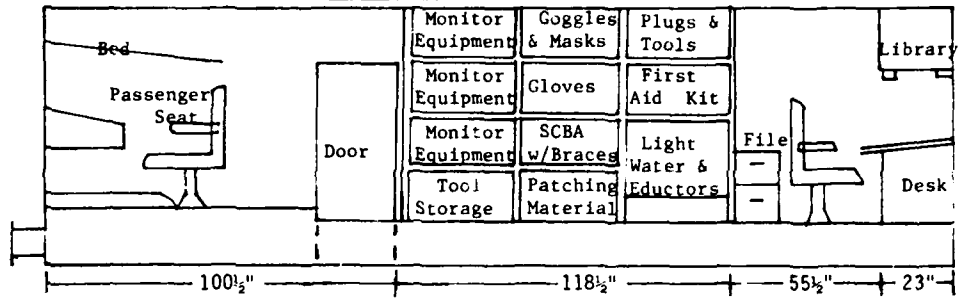 Bed
Passenger
Seat
Door
Monitor
Equipment
Goggles
& Masks
Plugs &
Tools
Monitor
Equipment
Gloves
First
Aid Kit
Monitor
Equipment
SCBA
w/Braces
Light
Water &
Eductors
Tool
Storage
Patching
Material
File
Library
Desk
100½"
118½"
55½"
23"